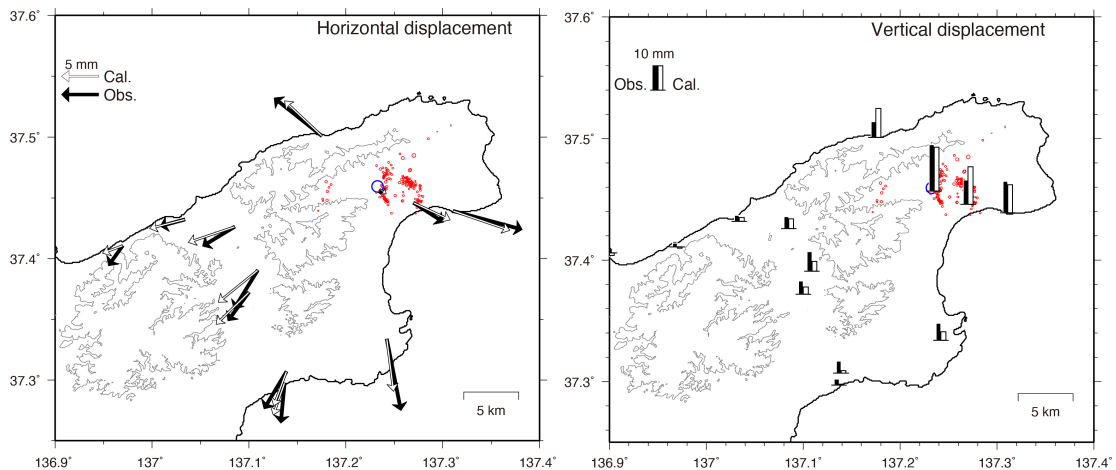 37.6°
37.5°
37.4°
37.3°
136.9°
137°
137.1°
137.2°
137.3°
137.4°
Horizontal displacement
5 mm
Cal.
Obs.
5 km
37.6°
37.5°
37.4°
37.3°
136.9°
137°
137.1°
137.2°
137.3°
137.4°
Vertical displacement
10 mm
Obs. Cal.
5 km